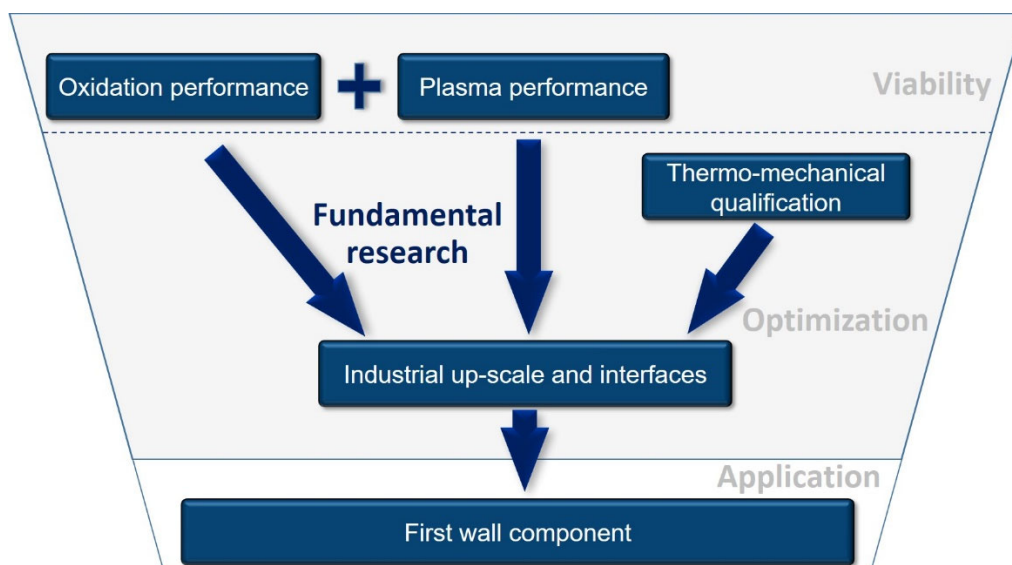 Oxidation performance
+
Plasma performance
Viability
Thermo-mechanical
qualification
Fundamental
research
Optimization
Industrial up-scale and interfaces
Application
First wall component